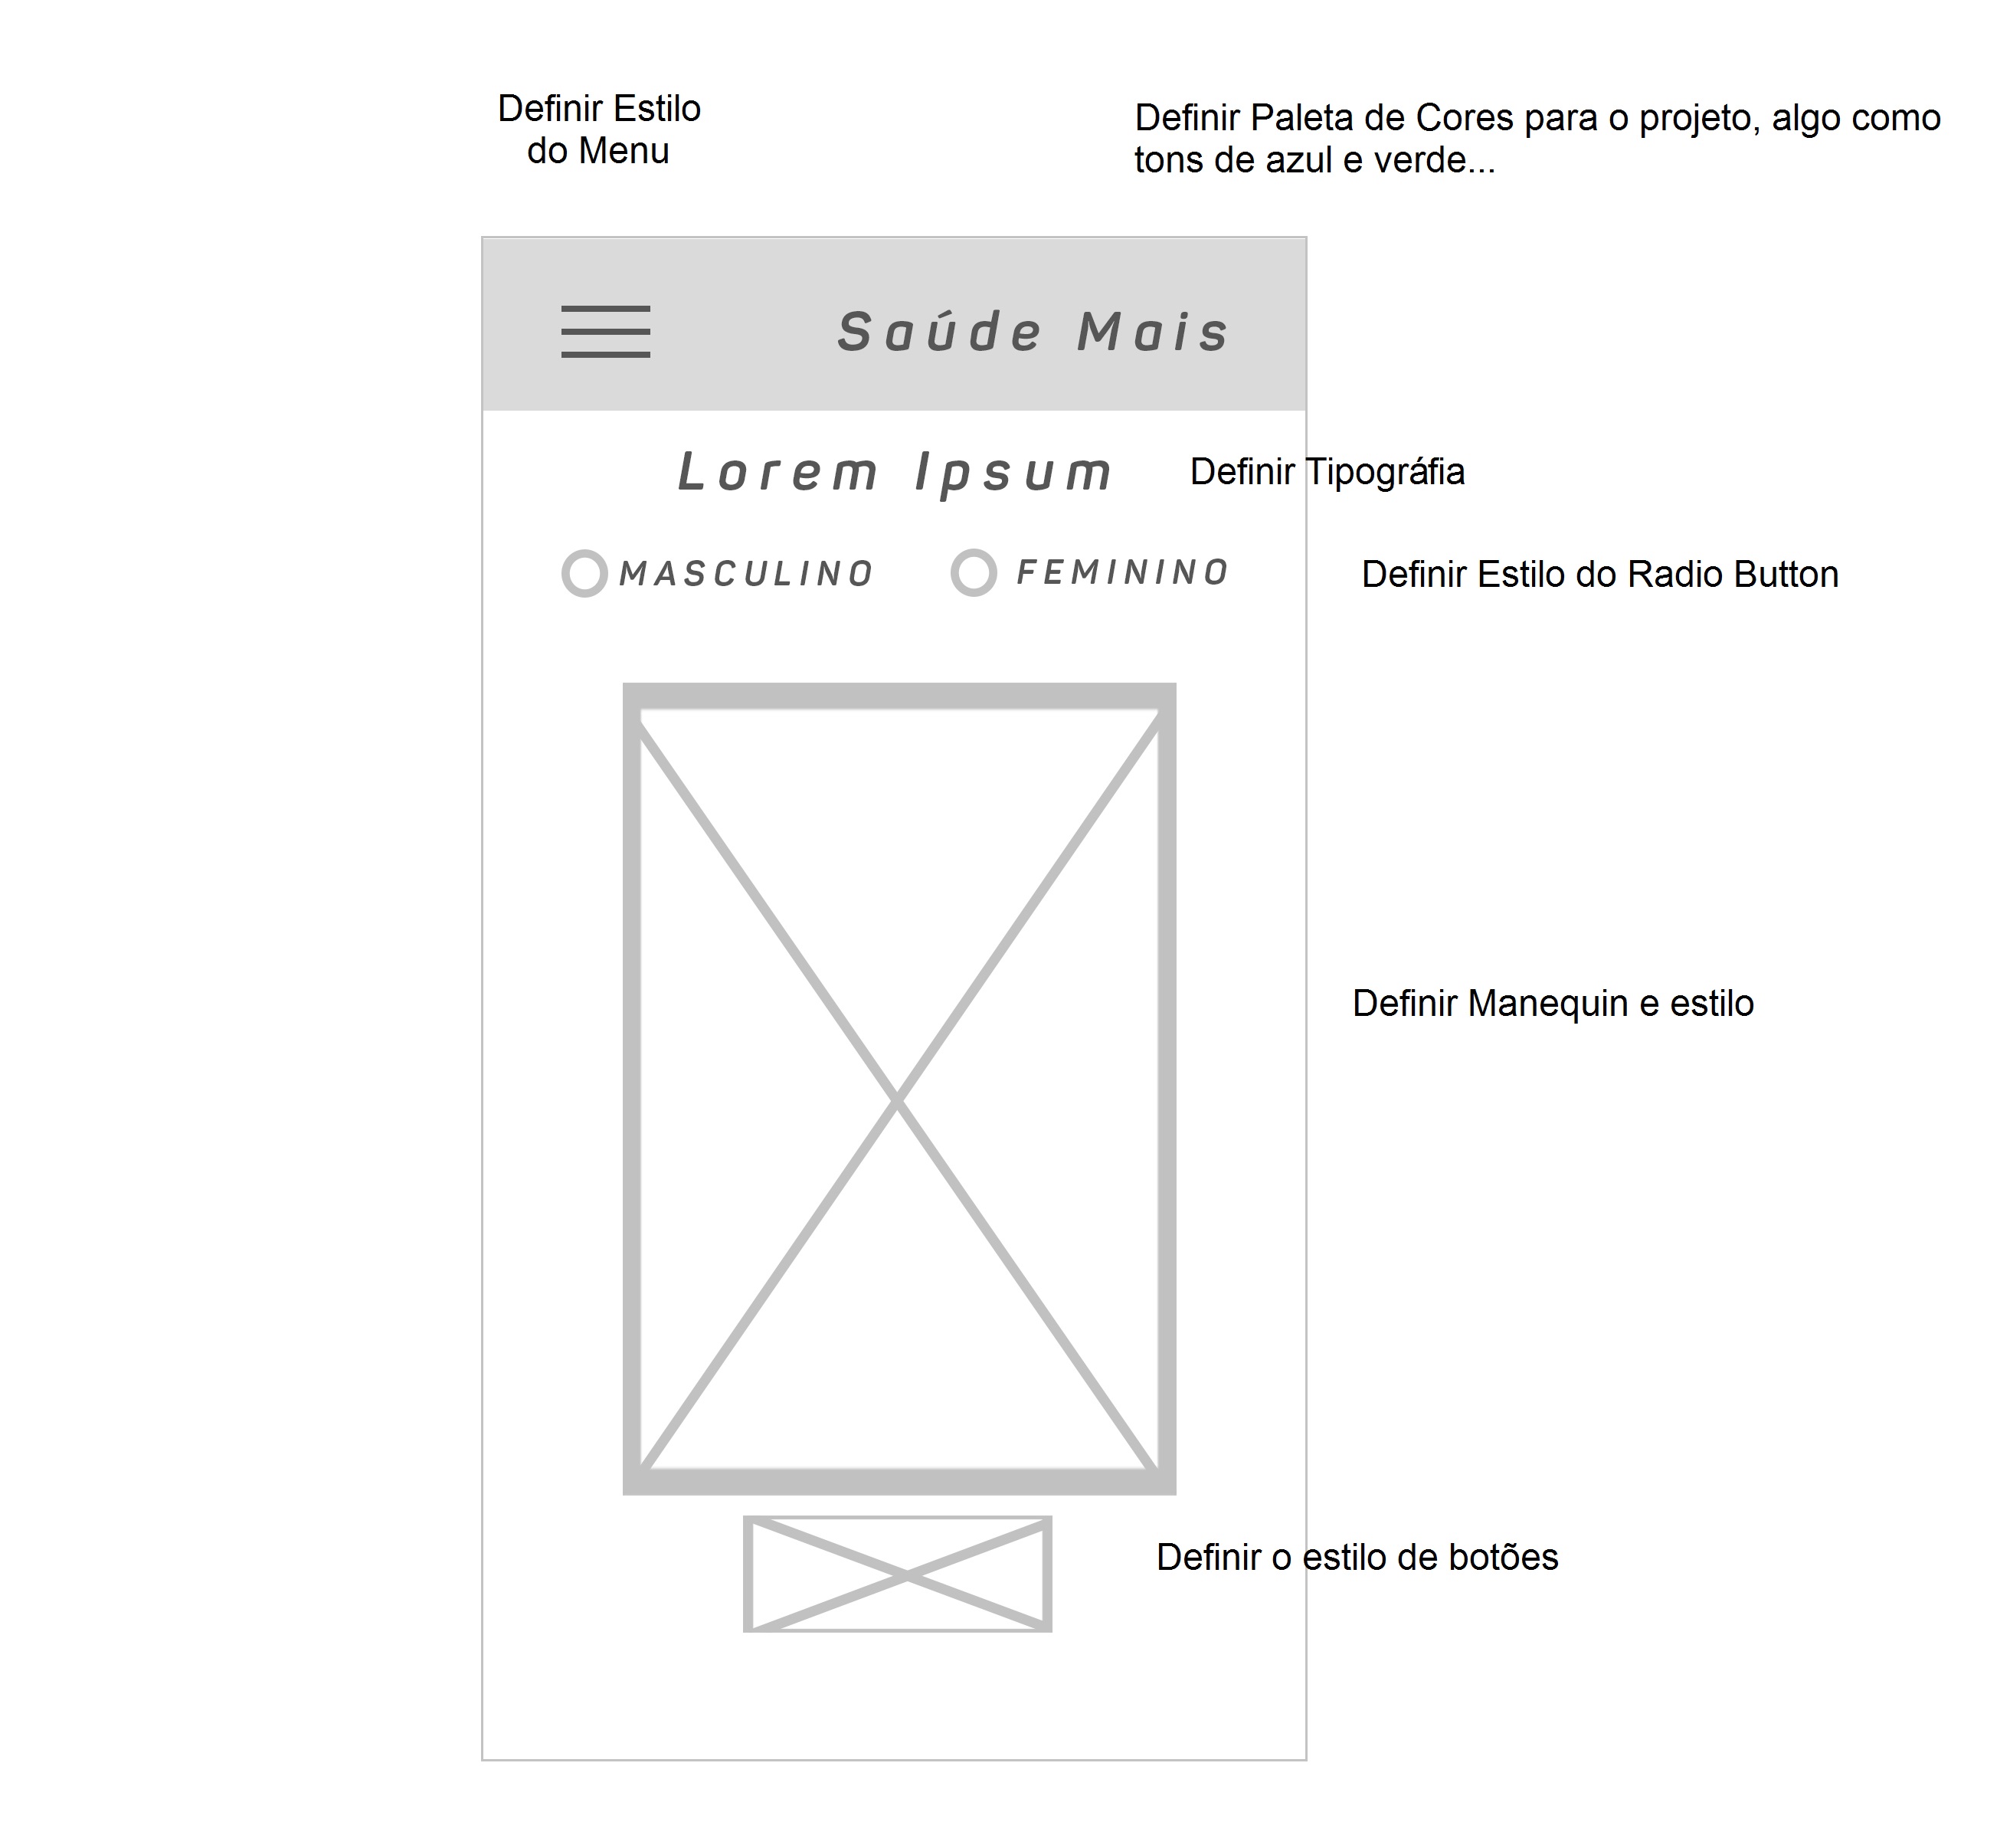 Definir Estilo
do Menu
Definir Paleta de Cores para o projeto, algo como
tons de azul e verde...
Saúde Mais
Lorem Ipsum
Definir Tipográfia
MASCULINO
FEMININO
Definir Estilo do Radio Button
Definir Manequin e estilo
Definir o estilo de botões